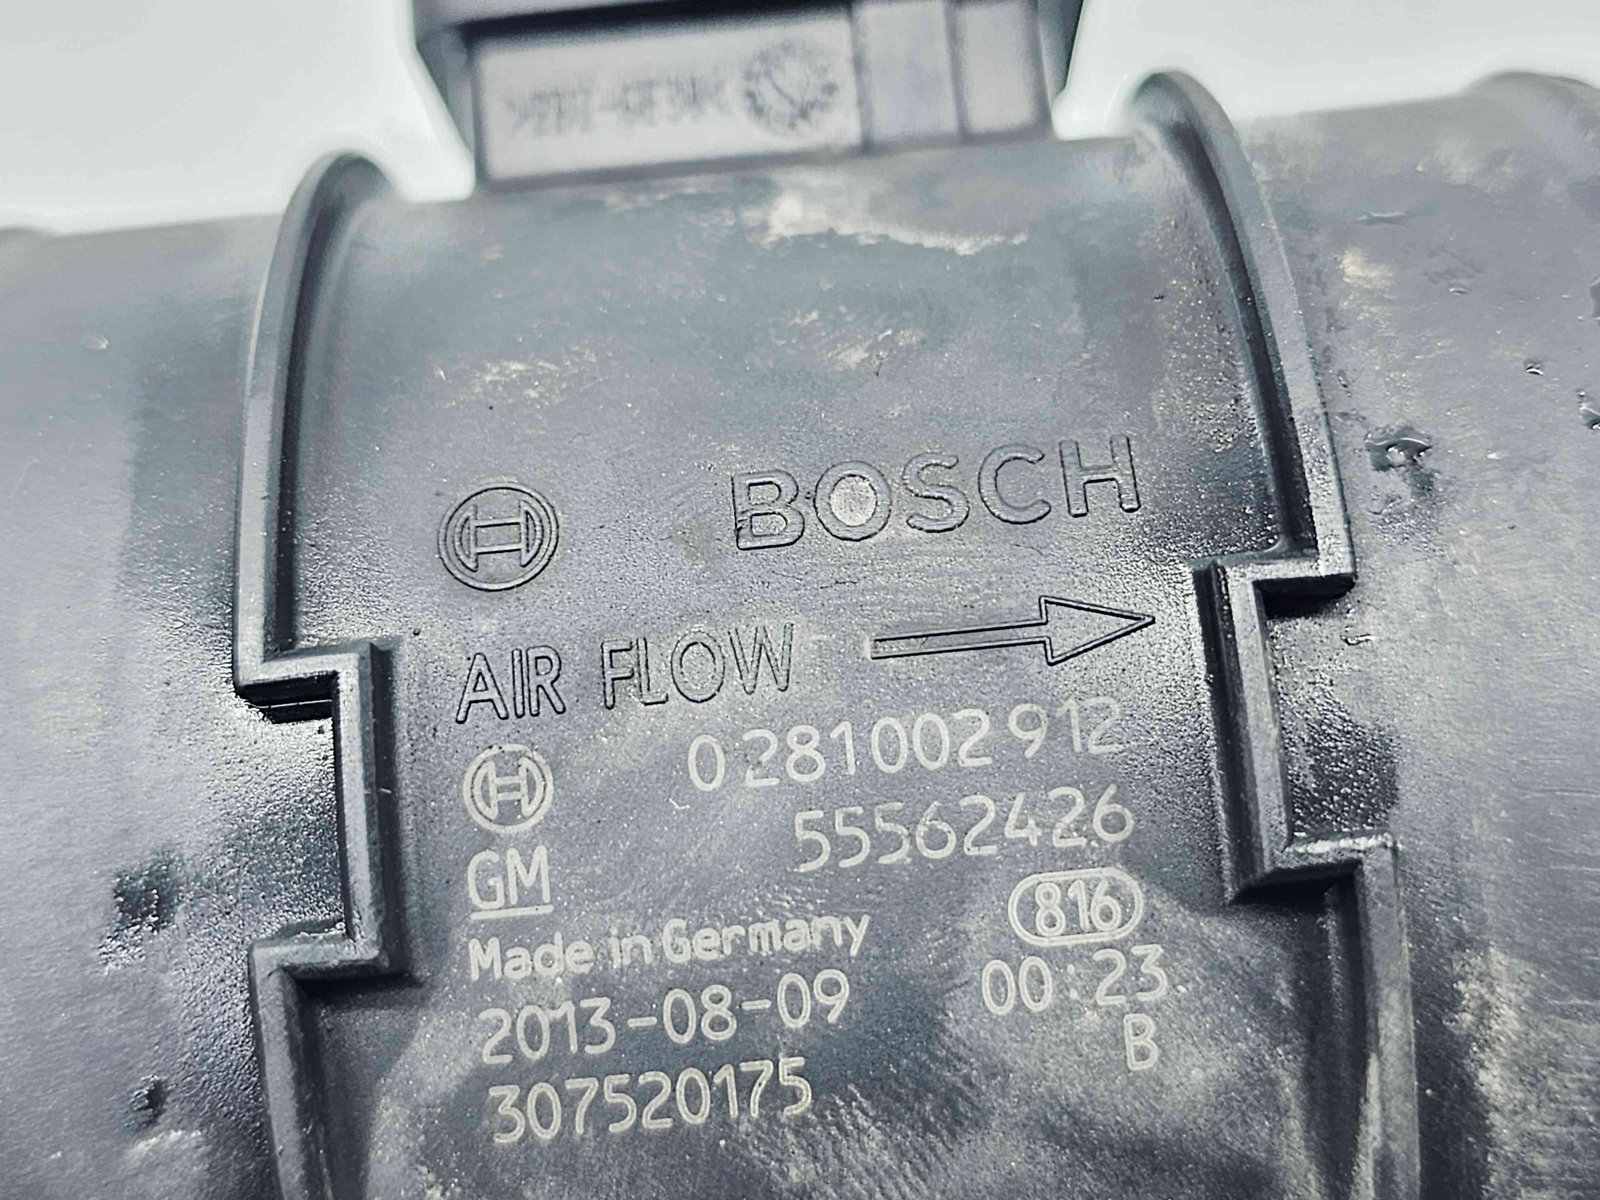 BOSCH
AIR FLOW
0 281 002 912
55562426
GM
816
Made in Germany
2013-08-09
00:23
B
307520175